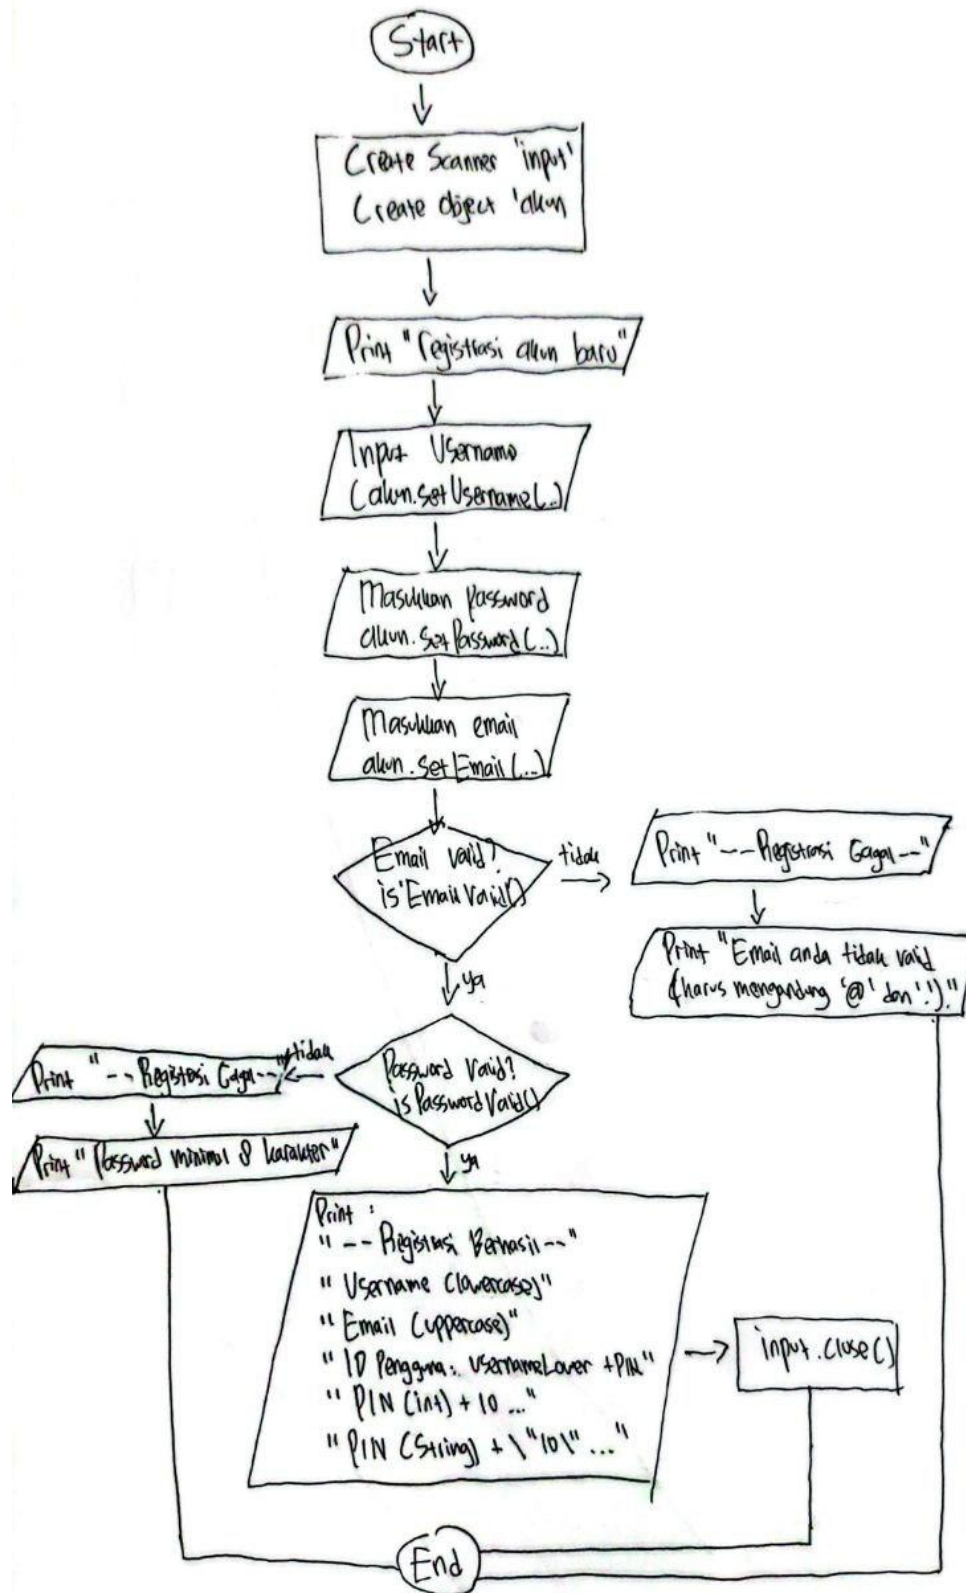 Start
Create Scanner 'input'
Create object 'akun
Print "registrasi akun baru"
Input Username
(akun.setUsername(..)
Masukkan password
akun.setPassword(..)
Masukkan email
akun.setEmail(...)
Email valid?
is'EmailValid'()
tidak
Print "--Registrasi Gagal--"
Print "Email anda tidak valid
(harus mengandung '@' dan '.')."
ya
Password valid?
isPasswordValid()
tidak
Print "-- Registrasi Gagal--"
Print "Password minimal 8 karakter"
ya
Print :
"-- Registrasi Berhasil--"
"Username (lowercase)"
"Email (uppercase)"
"ID Pengguna: usernameLower +PIN"
"PIN (int) + 10 ..."
"PIN (String) + \"10\" ..."
input.close()
End